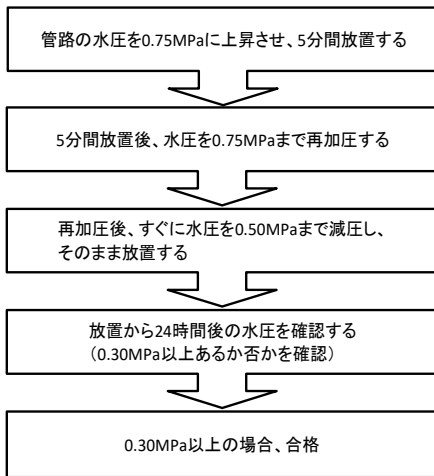 管路の水圧を0.75MPaに上昇させ、5分間放置する
5分間放置後、水圧を0.75MPaまで再加圧する
再加圧後、すぐに水圧を0.50MPaまで減圧し、
そのまま放置する
放置から24時間後の水圧を確認する
（0.30MPa以上あるか否かを確認）
0.30MPa以上の場合、合格